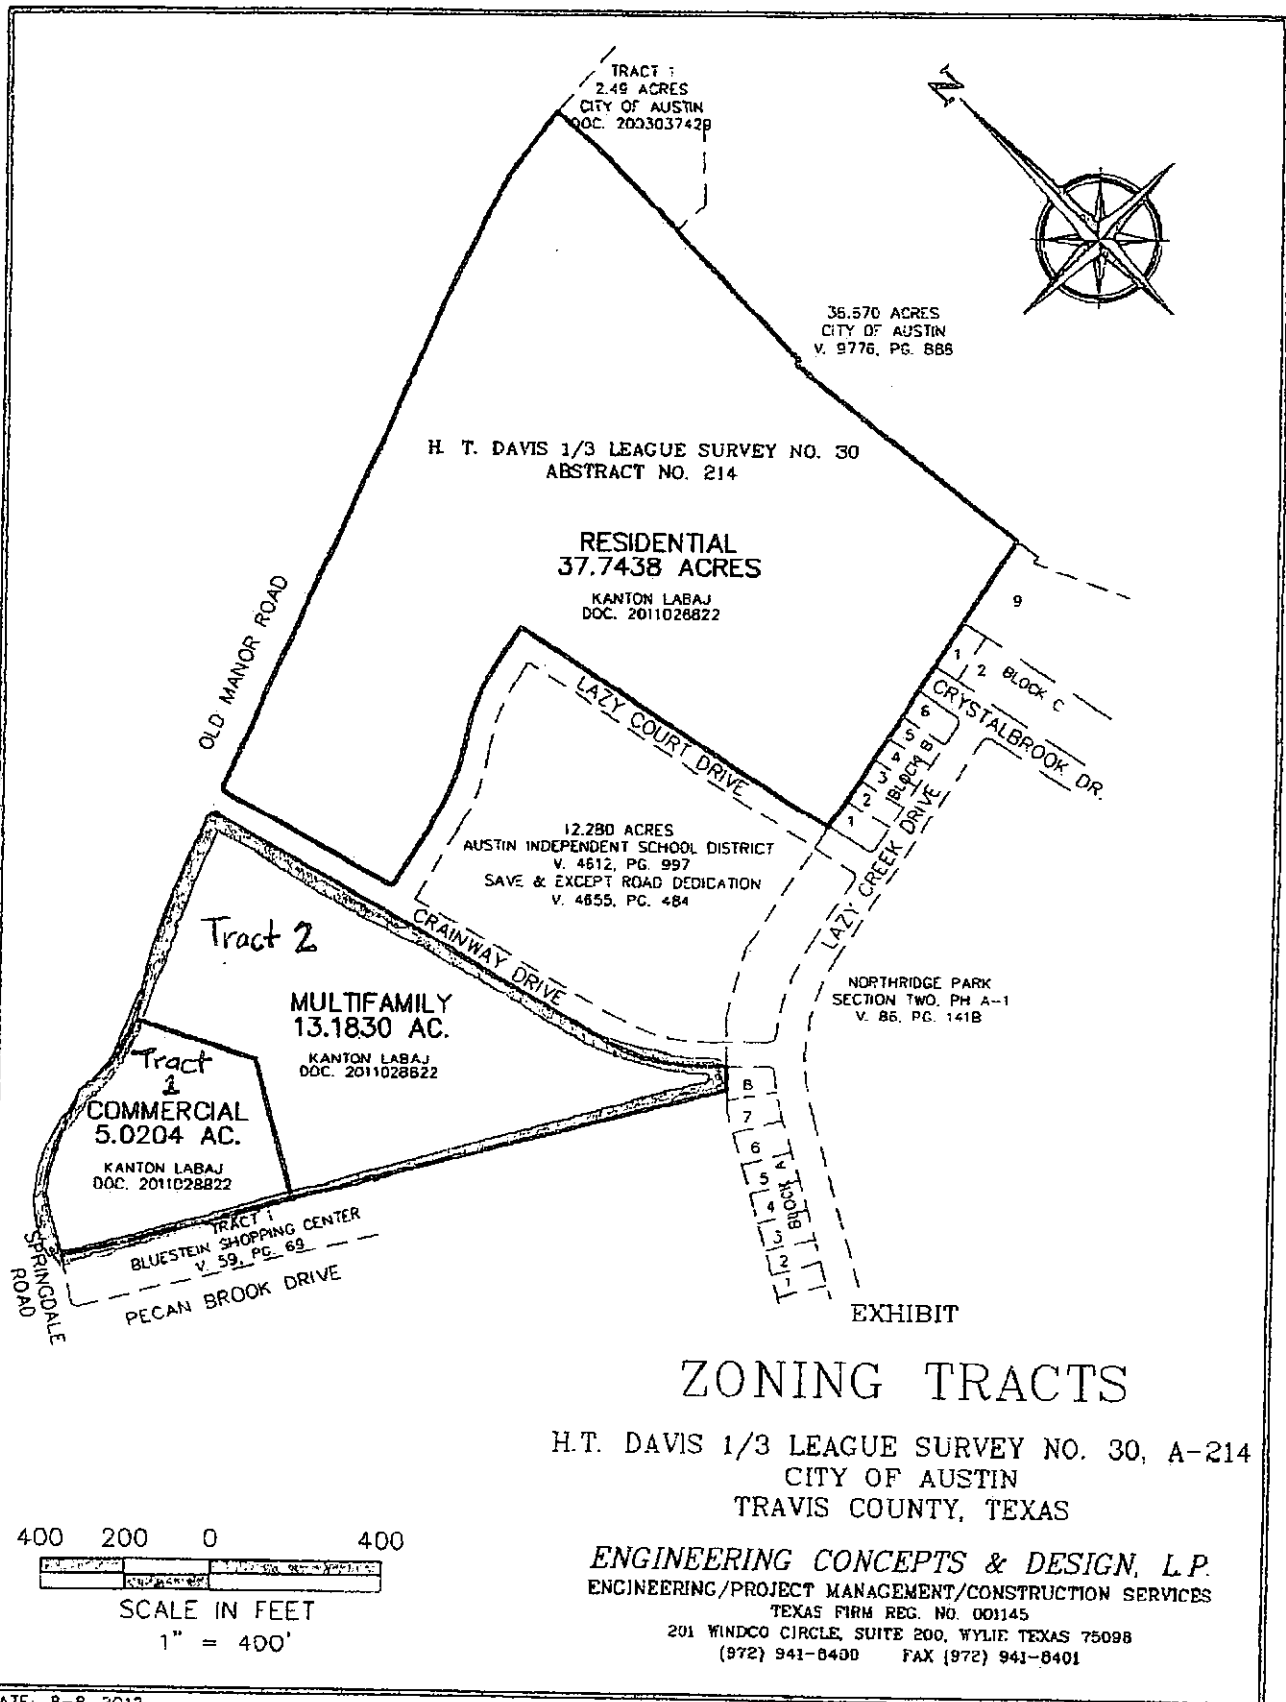 TRACT 1
2.49 ACRES
CITY OF AUSTIN
DOC. 2003037429
N
36.570 ACRES
CITY OF AUSTIN
V. 9776, PG. 888
H. T. DAVIS 1/3 LEAGUE SURVEY NO. 30
ABSTRACT NO. 214
RESIDENTIAL
37.7438 ACRES
KANTON LABAJ
DOC. 2011028822
OLD MANOR ROAD
LAZY COURT DRIVE
9
1
2
BLOCK C
CRYSTALBROOK DR.
6
5
4
3
2
1
BLOCK B
LAZY CREEK DRIVE
12.280 ACRES
AUSTIN INDEPENDENT SCHOOL DISTRICT
V. 4612, PG. 997
SAVE & EXCEPT ROAD DEDICATION
V. 4655, PG. 484
CRAINWAY DRIVE
Tract 2
MULTIFAMILY
13.1830 AC.
KANTON LABAJ
DOC. 2011028822
NORTHRIDGE PARK
SECTION TWO, PH A-1
V. 86, PG. 141B
Tract
1
COMMERCIAL
5.0204 AC.
KANTON LABAJ
DOC. 2011028822
8
7
6
5
4
3
2
1
BLOCK A
TRACT 1
BLUESTEIN SHOPPING CENTER
V. 59, PG. 69
PECAN BROOK DRIVE
SPRINGDALE
ROAD
EXHIBIT
ZONING TRACTS
H.T. DAVIS 1/3 LEAGUE SURVEY NO. 30, A-214
CITY OF AUSTIN
TRAVIS COUNTY, TEXAS
400 200 0 400
SCALE IN FEET
1" = 400'
ENGINEERING CONCEPTS & DESIGN, L.P.
ENGINEERING/PROJECT MANAGEMENT/CONSTRUCTION SERVICES
TEXAS FIRM REG. NO. 001145
201 WINDCO CIRCLE, SUITE 200, WYLIE TEXAS 75098
(972) 941-8400 FAX (972) 941-8401